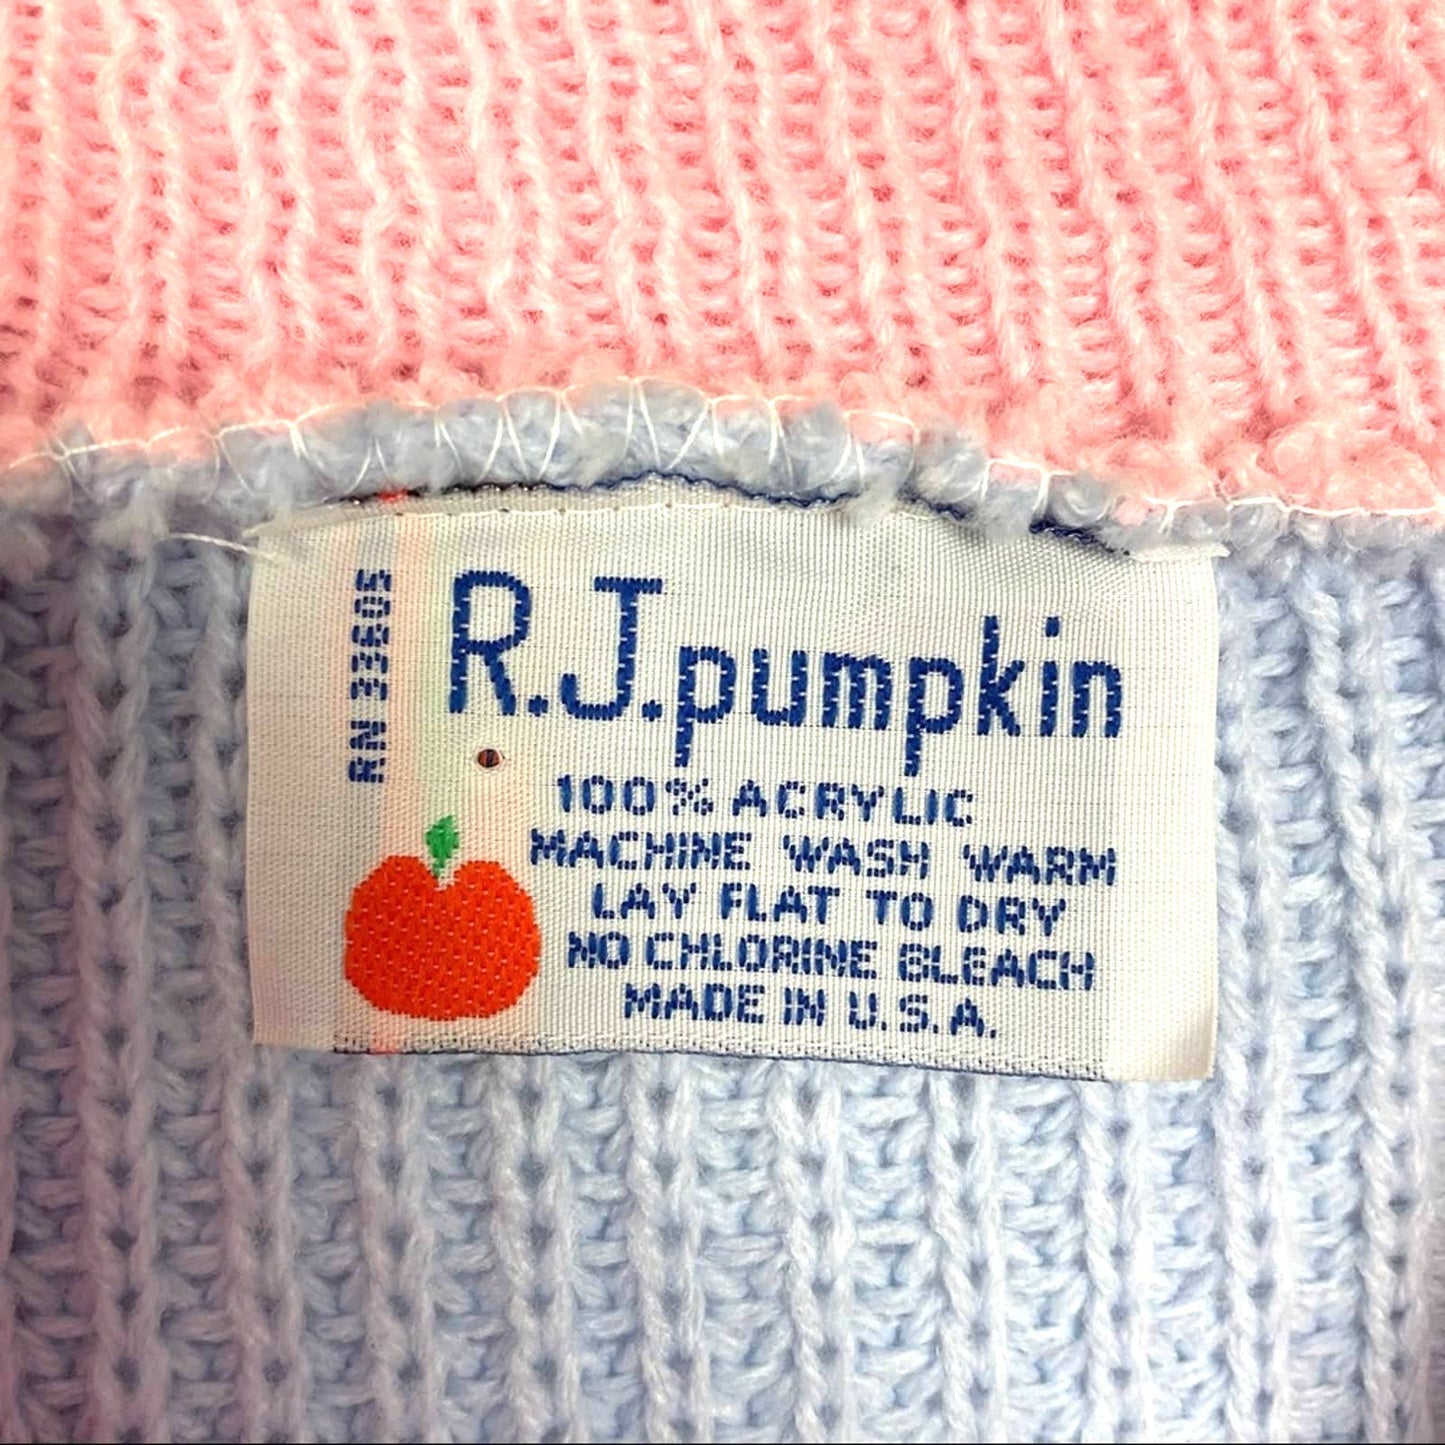 RN 33605
R.J.pumpkin
100% ACRYLIC
MACHINE WASH WARM
LAY FLAT TO DRY
NO CHLORINE BLEACH
MADE IN U.S.A.